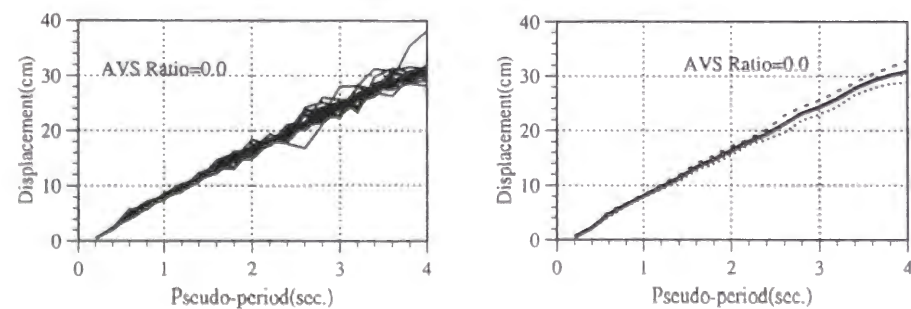 40
30
20
10
0
Displacement(cm)
AVS Ratio=0.0
0 1 2 3 4
Pseudo-period(sec.)
40
30
20
10
0
Displacement(cm)
AVS Ratio=0.0
0 1 2 3 4
Pseudo-period(sec.)